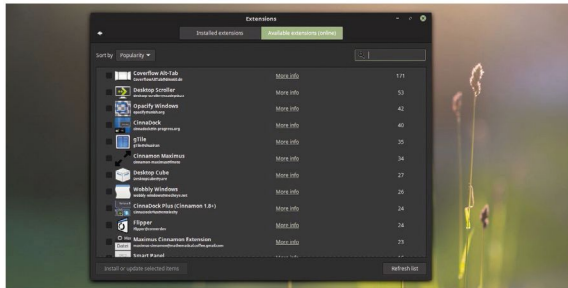 Extensions
Installed extensions
Available extensions (online)
Sort by Popularity
Coverflow Alt-Tab
More info
171
Desktop Scroller
More info
53
Opacify Windows
More info
42
CinnaDock
More info
40
gTile
More info
35
Cinnamon Maximus
More info
34
Desktop Cube
More info
27
Wobbly Windows
More info
26
CinnaDock Plus (Cinnamon 1.8+)
More info
24
Flipper
More info
24
Maximus Cinnamon Extension
More info
Smart Panel
Install or update selected items
Refresh list